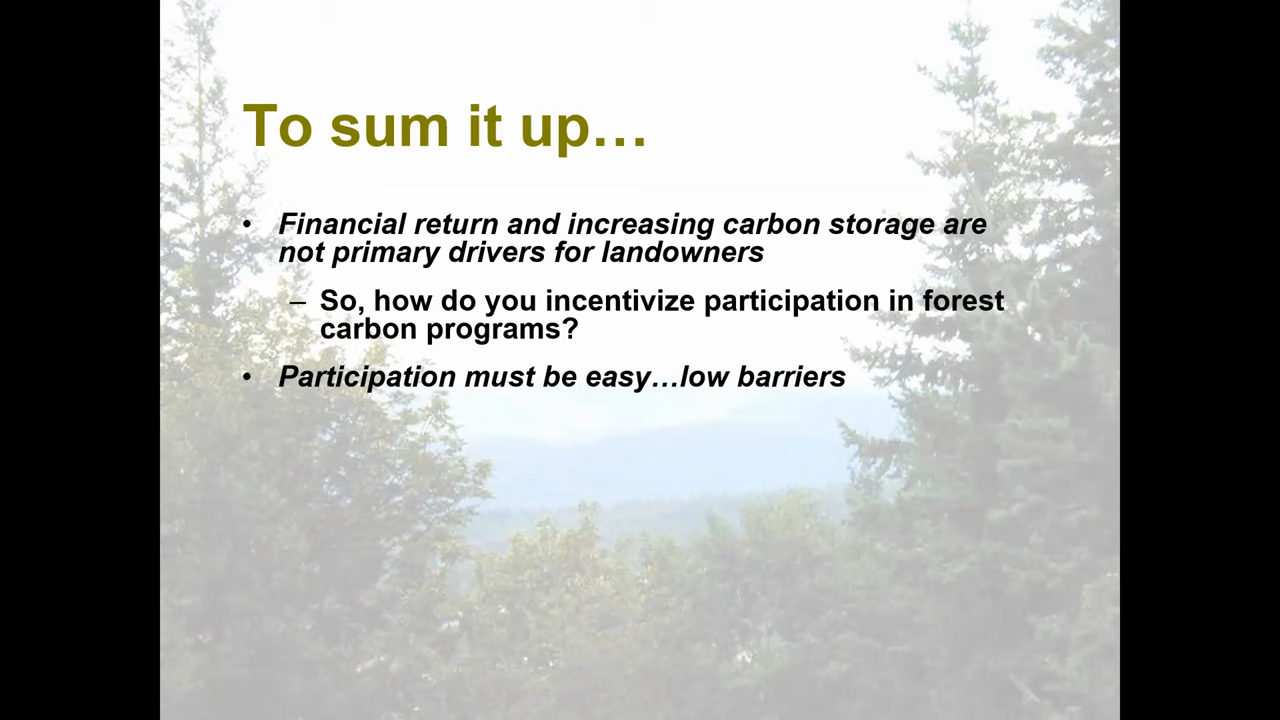 To sum it up…
• Financial return and increasing carbon storage are
not primary drivers for landowners
– So, how do you incentivize participation in forest
carbon programs?
• Participation must be easy…low barriers